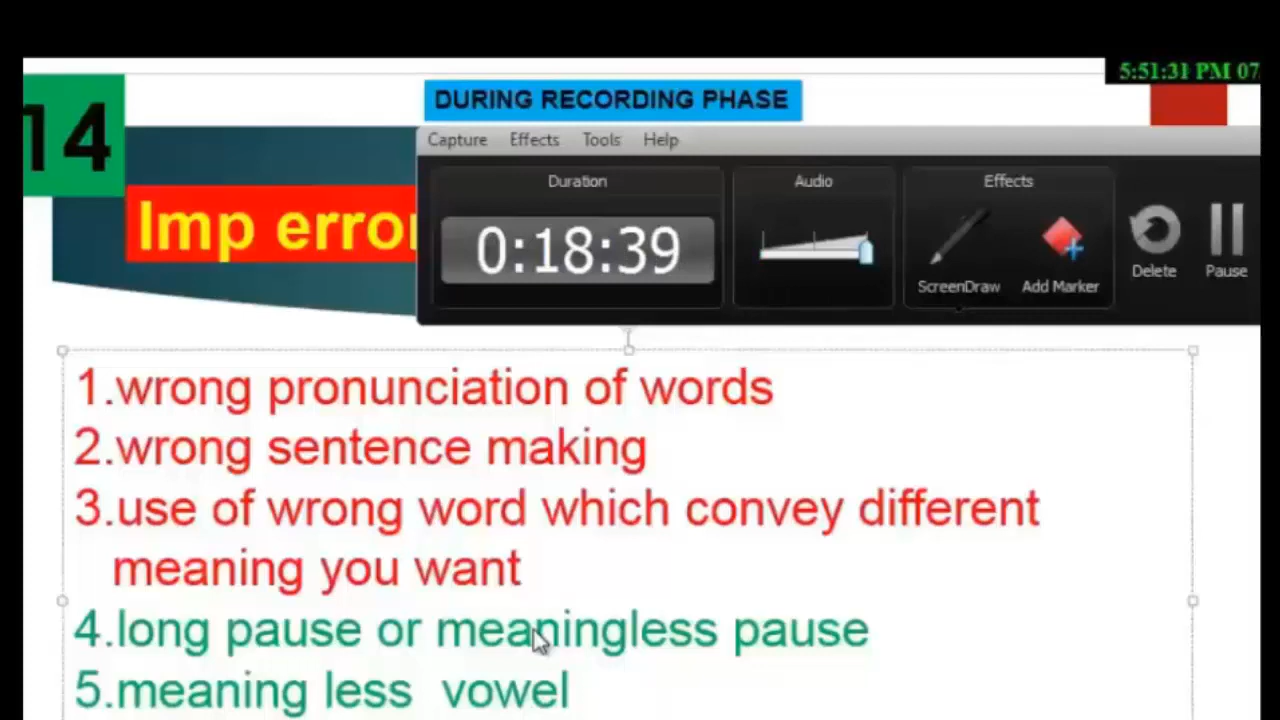 5:51:31 PM 07
14
DURING RECORDING PHASE
Capture Effects Tools Help
Imp error
Duration Audio Effects
0:18:39
ScreenDraw Add Marker Delete Pause
1.wrong pronunciation of words
2.wrong sentence making
3.use of wrong word which convey different
meaning you want
4.long pause or meaningless pause
5.meaning less vowel